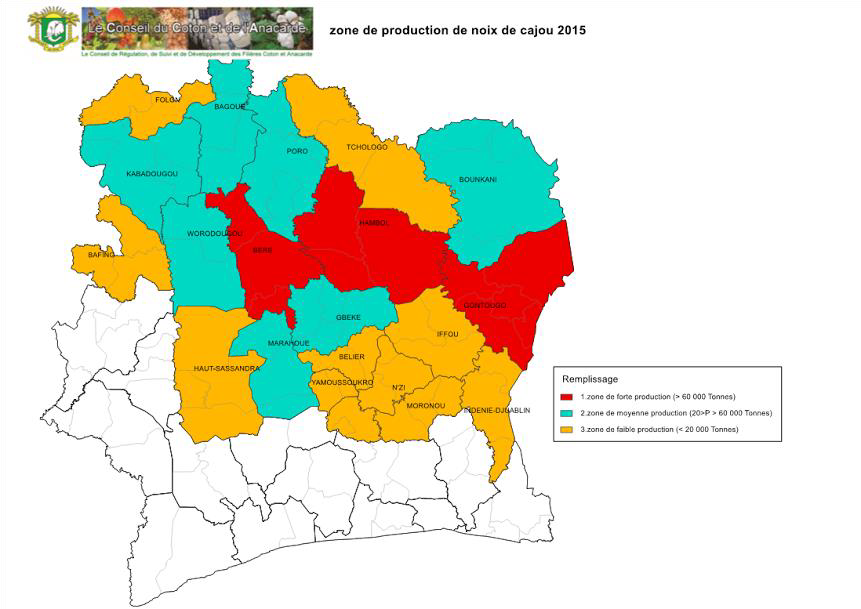 Le Conseil du Coton et de l'Anacarde
Le Conseil de Régulation, de Suivi et de Développement des Filières Coton et Anacarde
zone de production de noix de cajou 2015
FOLON
BAGOUE
TCHOLOGO
PORO
KABADOUGOU
BOUNKANI
HAMBOL
WORODOUGOU
BERE
BAFING
GONTOUGO
GBEKE
IFFOU
MARAHOUE
BELIER
HAUT-SASSANDRA
YAMOUSSOUKRO
N'ZI
MORONOU
INDENIE-DJUABLIN
Remplissage
1.zone de forte production (> 60 000 Tonnes)
2.zone de moyenne production (20>P > 60 000 Tonnes)
3.zone de faible production (< 20 000 Tonnes)